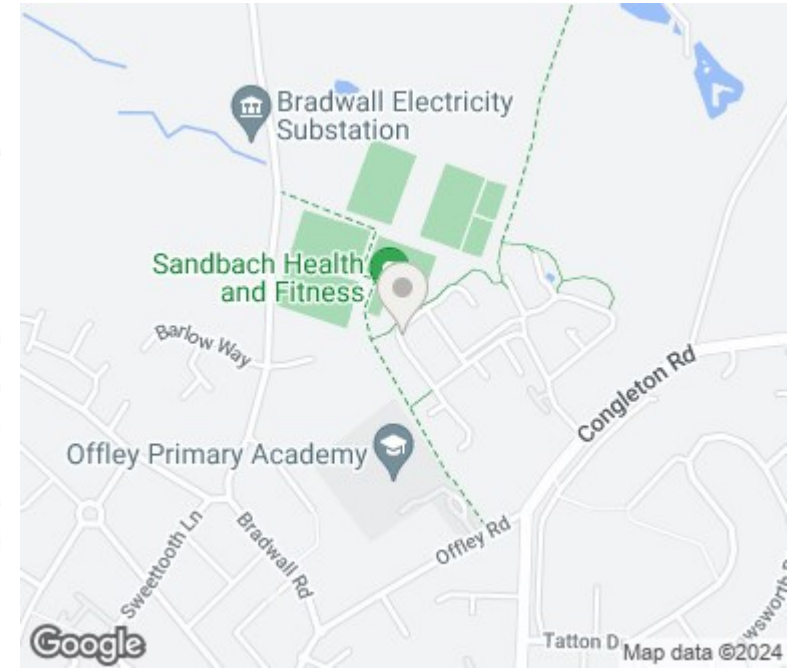 Bradwall Electricity
Substation
Sandbach Health
and Fitness
Barlow Way
Congleton Rd
Offley Primary Academy
Sweettooth Ln
Bradwall Rd
Offley Rd
Tatton D
Google
Map data ©2024